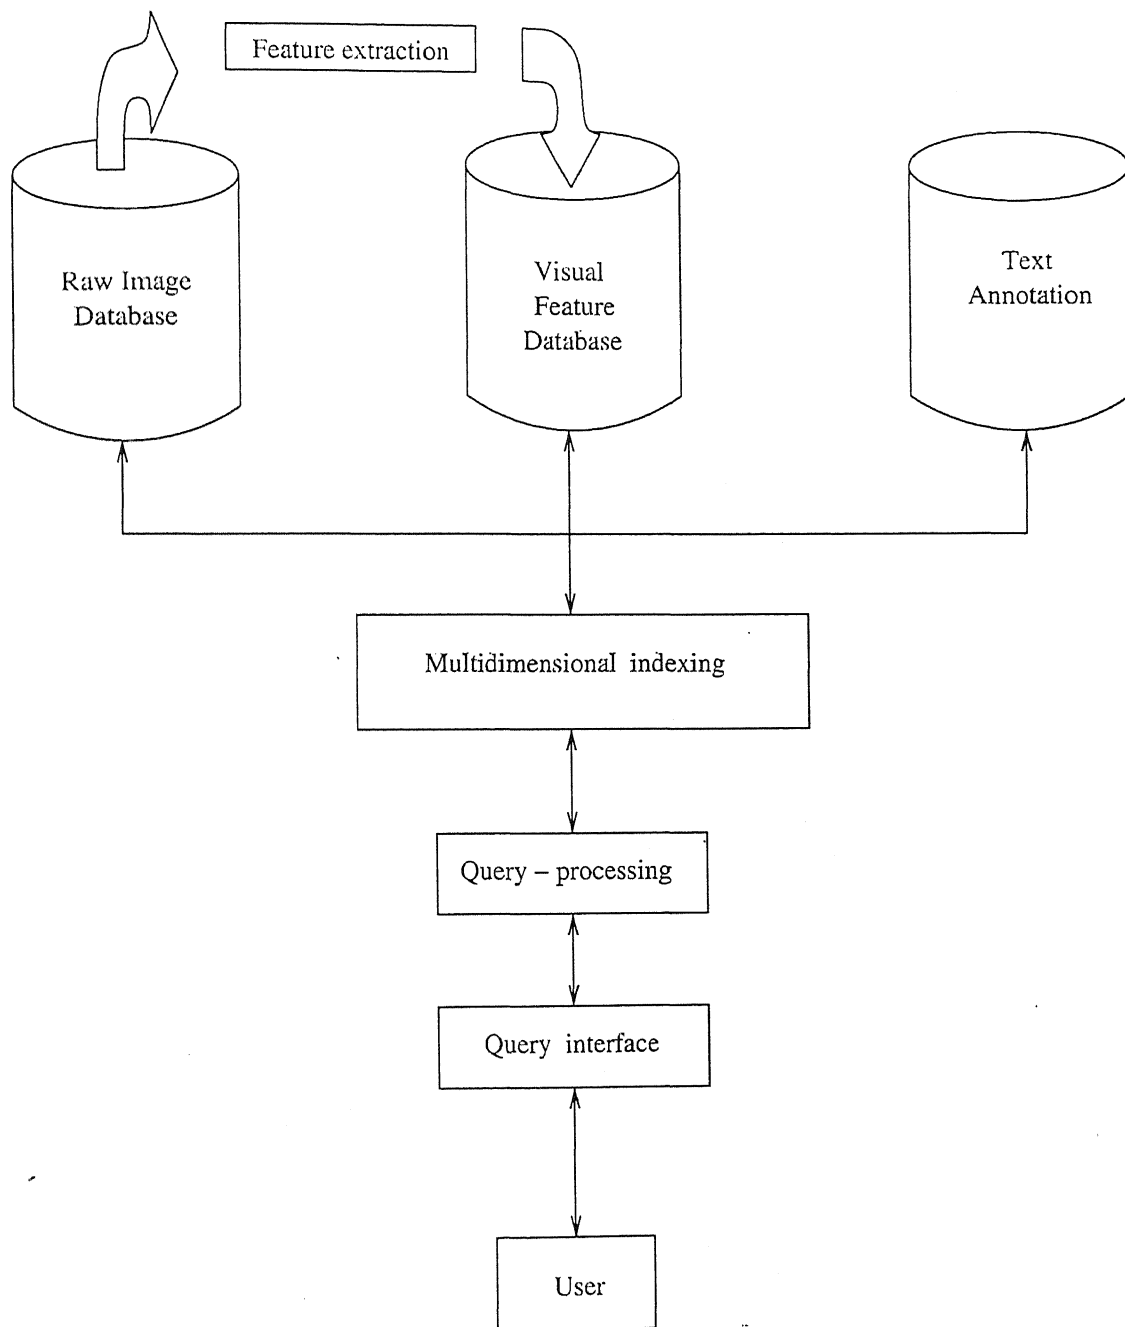 Feature extraction
Raw Image
Database
Visual
Feature
Database
Text
Annotation
Multidimensional indexing
Query – processing
Query interface
User